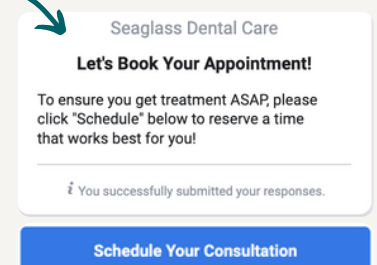 Seaglass Dental Care
Let's Book Your Appointment!
To ensure you get treatment ASAP, please
click "Schedule" below to reserve a time
that works best for you!
i You successfully submitted your responses.
Schedule Your Consultation